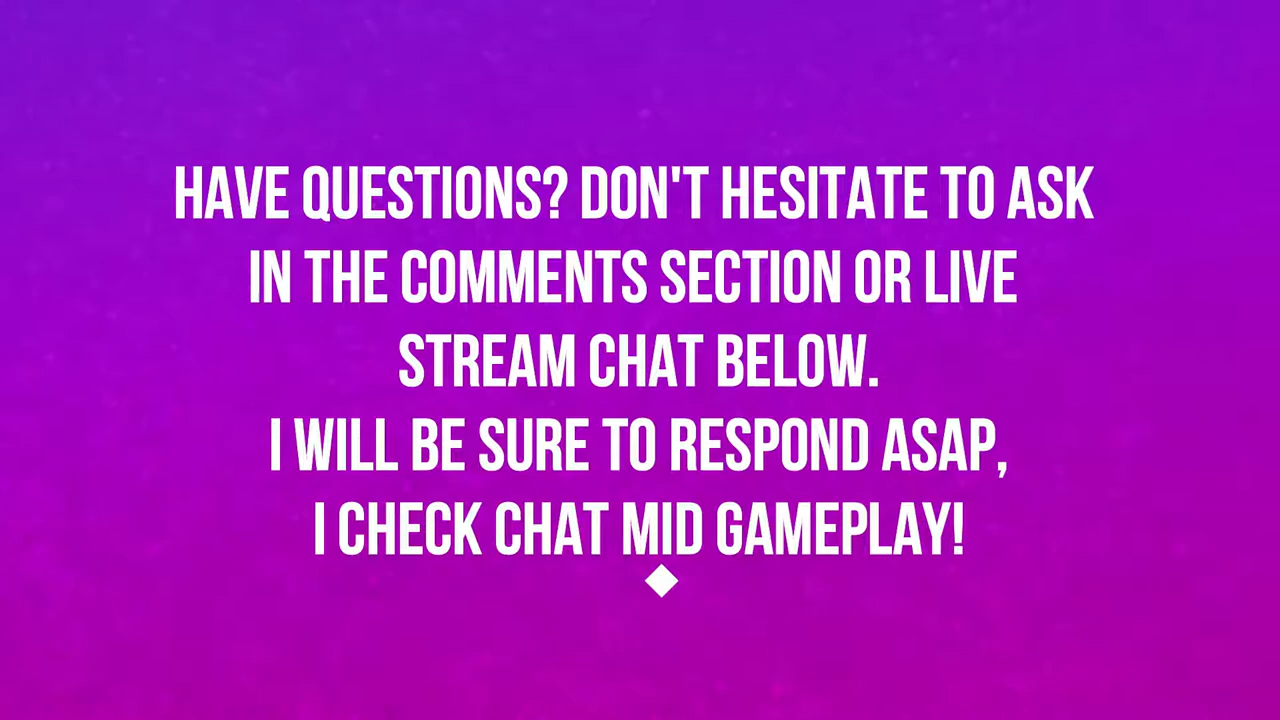 HAVE QUESTIONS? DON'T HESITATE TO ASK
IN THE COMMENTS SECTION OR LIVE
STREAM CHAT BELOW.
I WILL BE SURE TO RESPOND ASAP,
I CHECK CHAT MID GAMEPLAY!